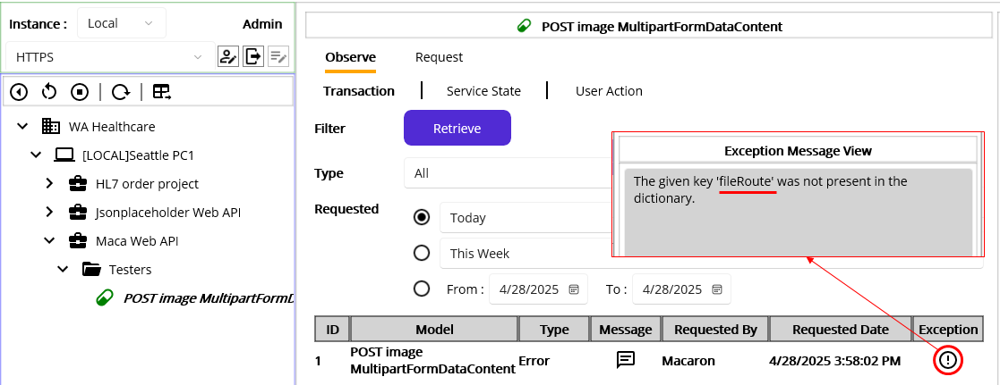 Instance :
Local
Admin
HTTPS
WA Healthcare
[LOCAL]Seattle PC1
HL7 order project
Jsonplaceholder Web API
Maca Web API
Testers
POST image MultipartFormD
POST image MultipartFormDataContent
Observe
Request
Transaction
Service State
User Action
Filter
Retrieve
Type
All
Requested
Today
This Week
From :
4/28/2025
To :
4/28/2025
Exception Message View
The given key 'fileRoute' was not present in the
dictionary.
ID Model Type Message Requested By Requested Date Exception
1 POST image MultipartFormDataContent Error Macaron 4/28/2025 3:58:02 PM